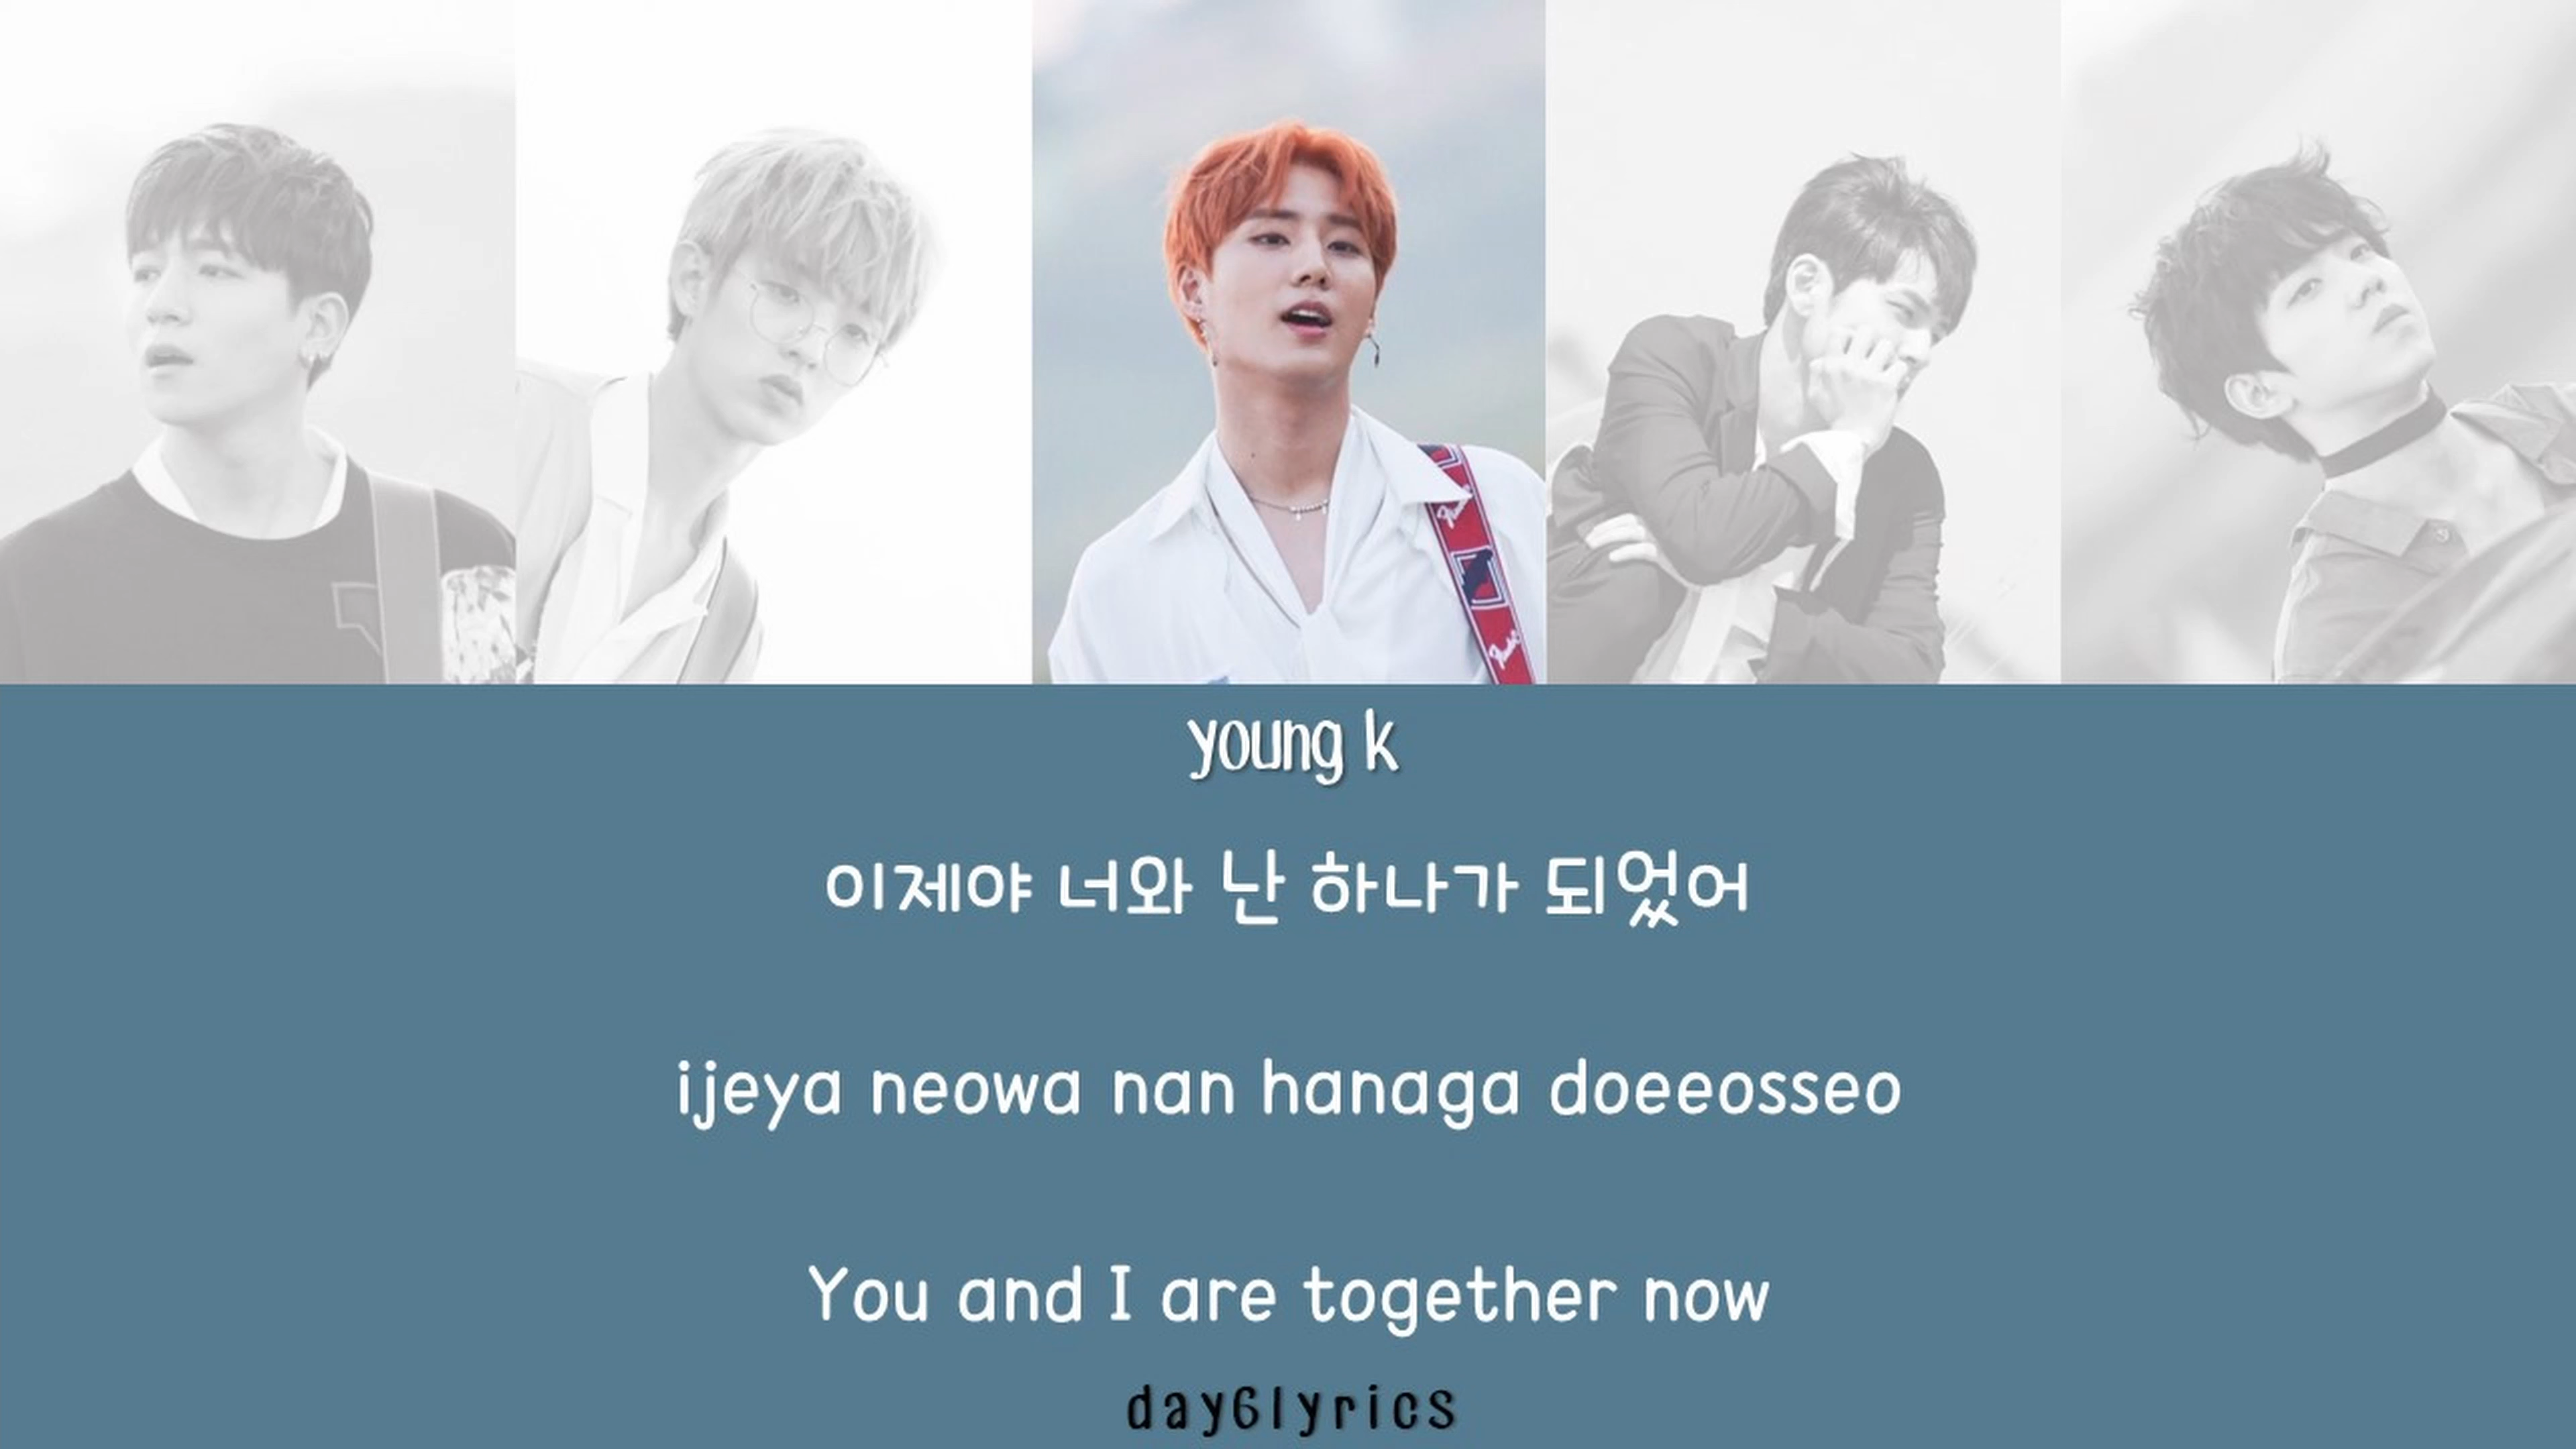 young k
이제야 너와 난 하나가 되었어
ijeya neowa nan hanaga doeeosseo
You and I are together now
day6lyrics